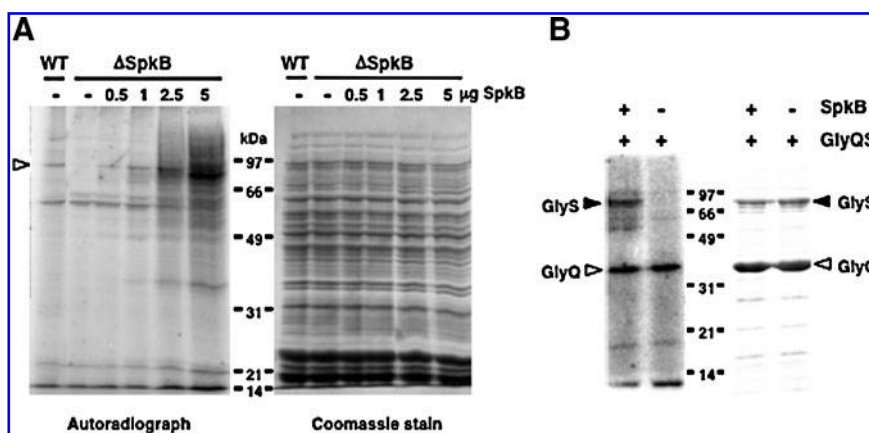 A
WT ΔSpkB WT ΔSpkB
- - 0.5 1 2.5 5 - - 0.5 1 2.5 5 µg SpkB
kDa
97
66
49
31
21
14
Autoradiograph Coomassie stain
B
+ - + - SpkB
+ + + + GlyQS
GlyS 97 GlyS
66
49
GlyQ GlyQ
31
21
14